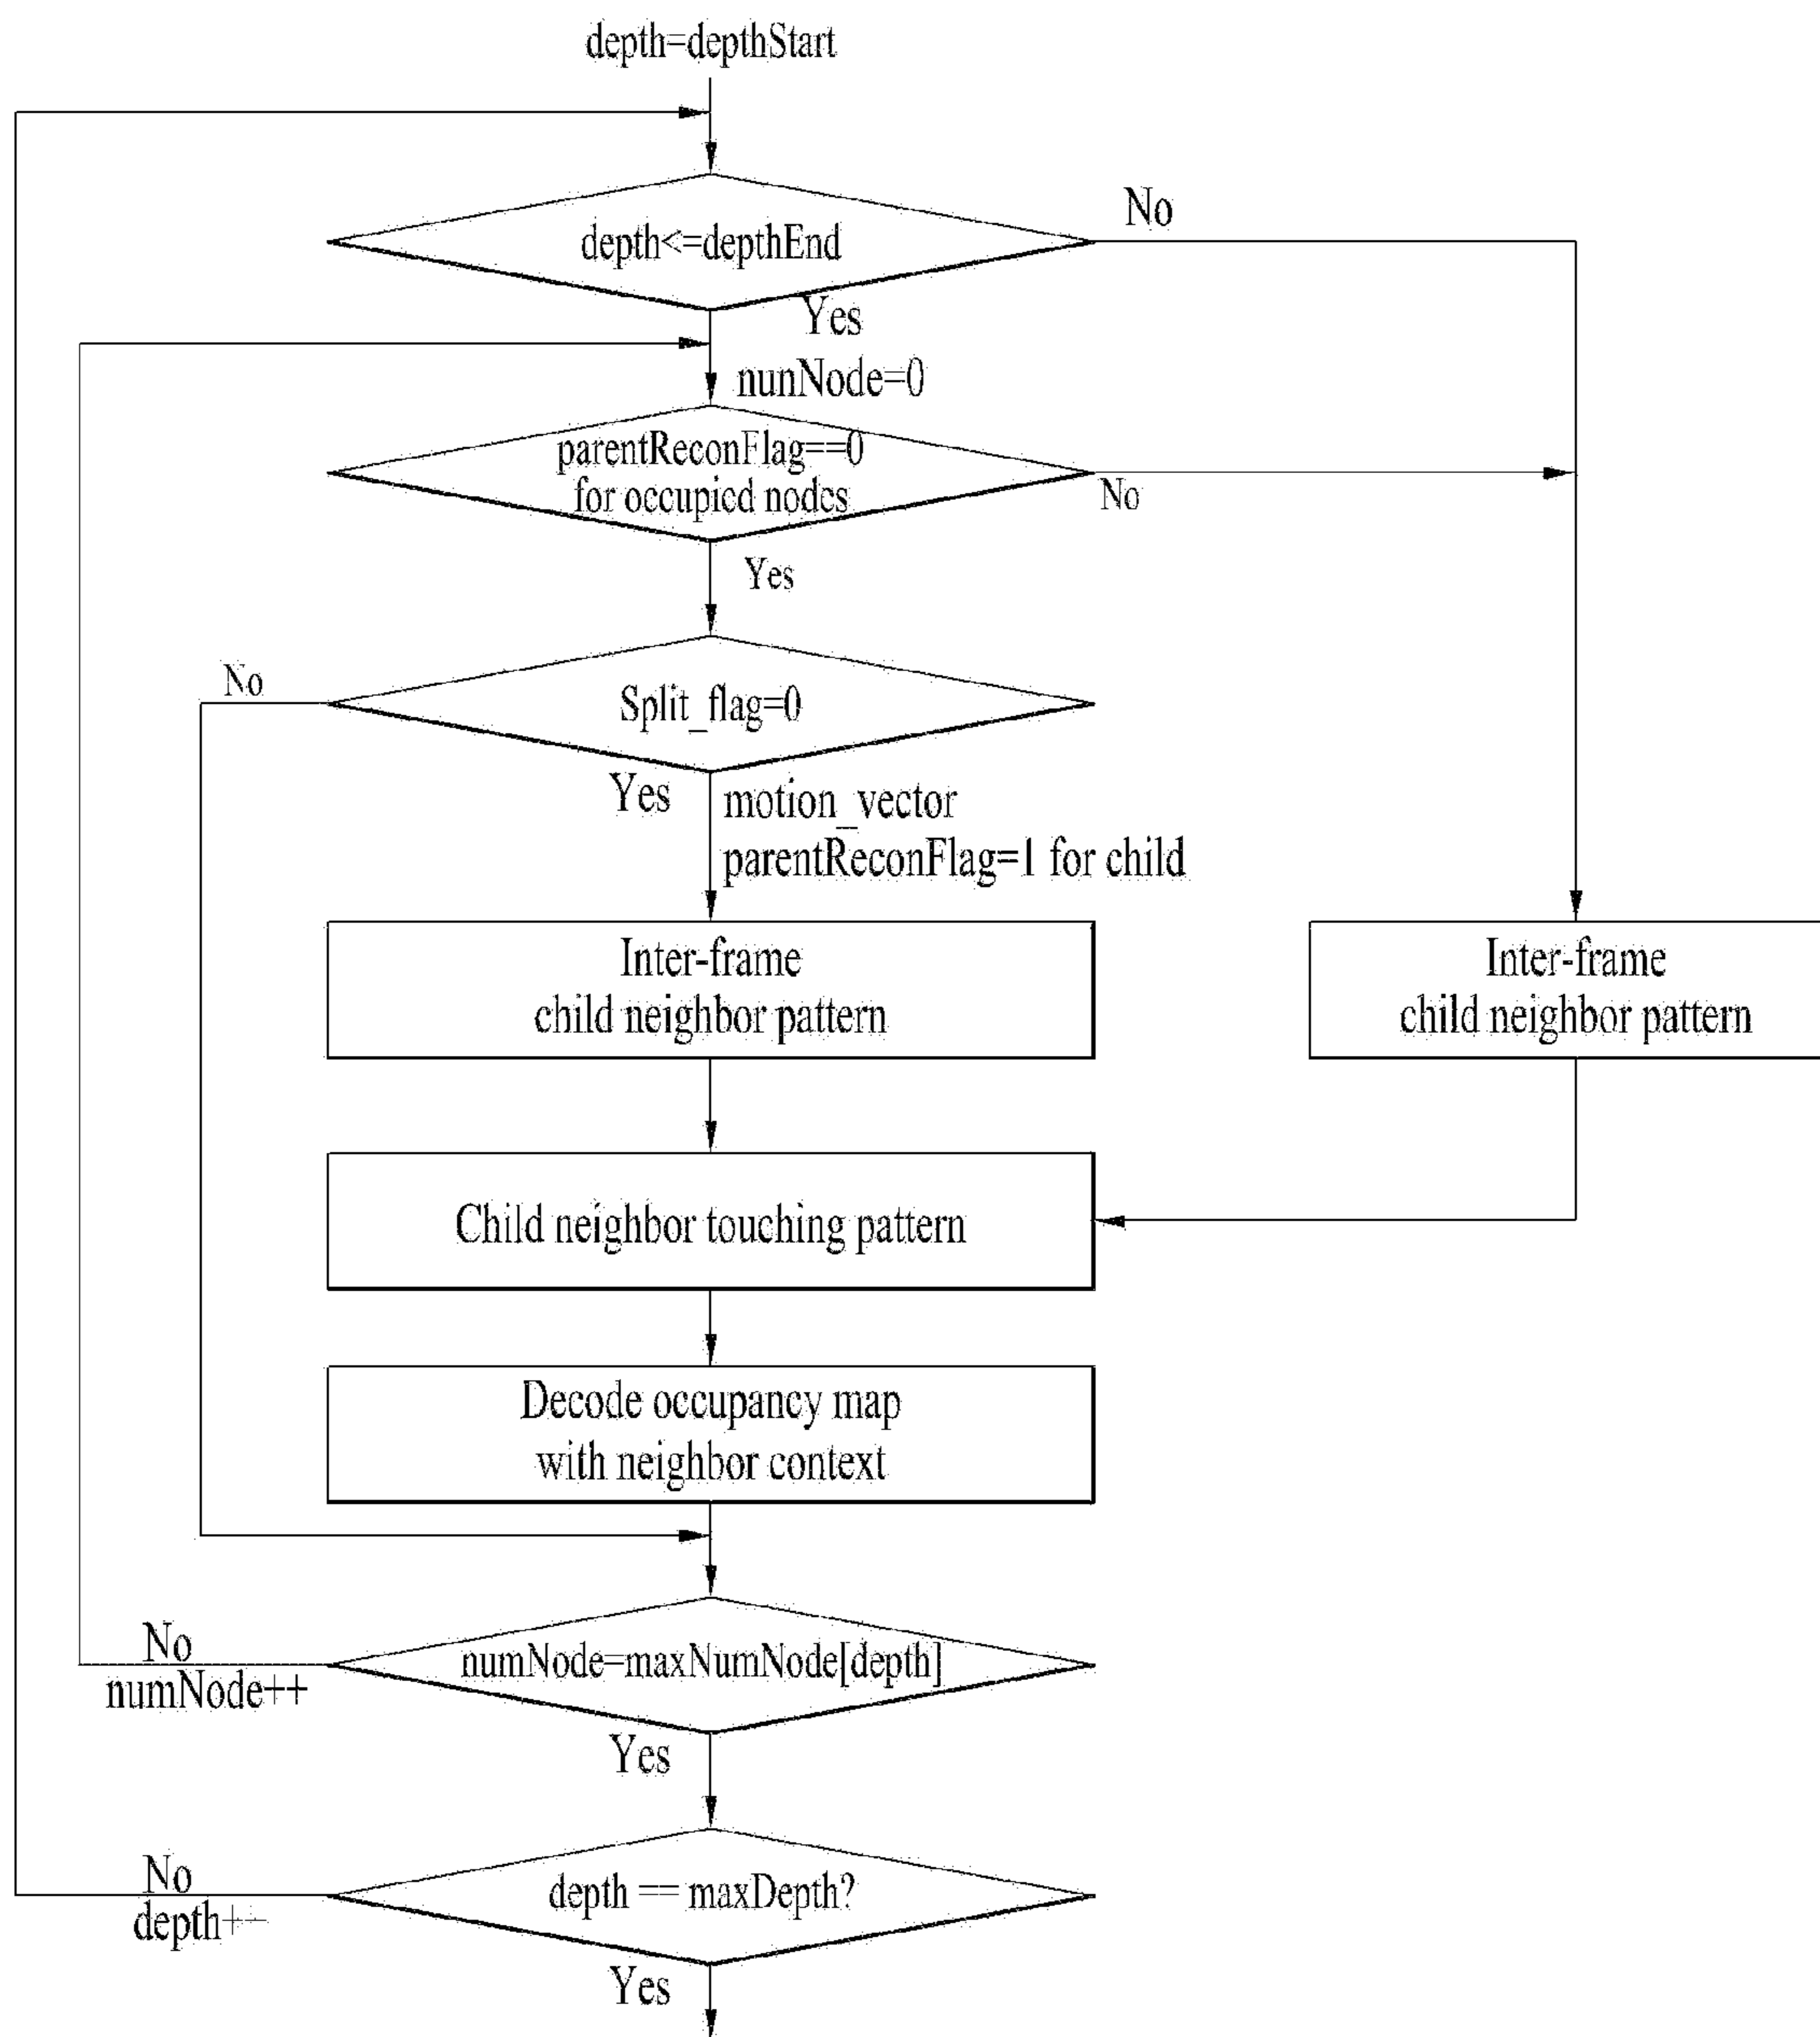 depth=depthStart
depth<=depthEnd
No
Yes
nunNode=0
parentReconFlag==0
for occupied nodes
No
Yes
No
Split_flag=0
Yes
motion_vector
parentReconFlag=1 for child
Inter-frame
child neighbor pattern
Inter-frame
child neighbor pattern
Child neighbor touching pattern
Decode occupancy map
with neighbor context
No
numNode++
numNode=maxNumNode[depth]
Yes
No
depth++
depth == maxDepth?
Yes